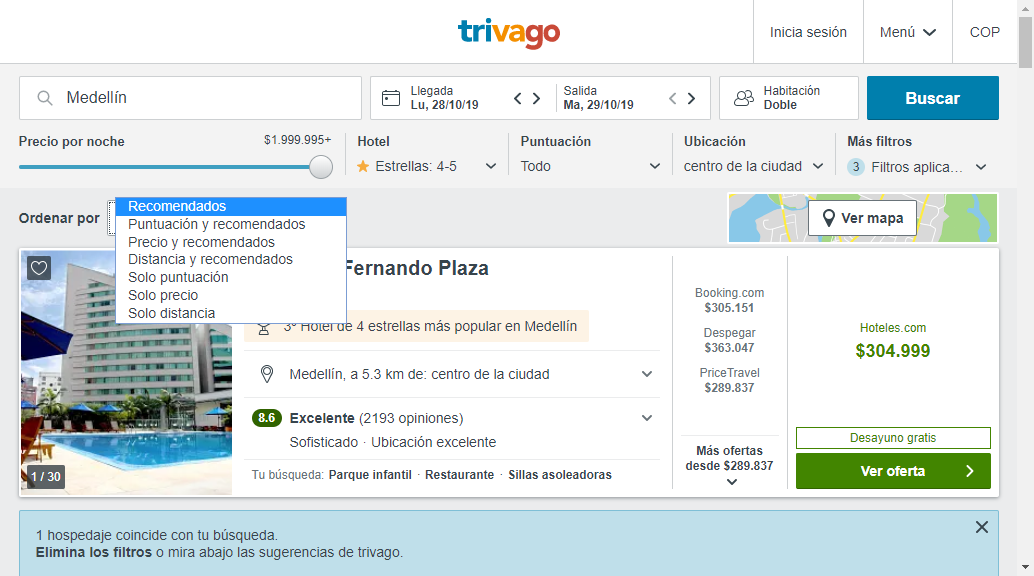 trivago
Inicia sesión
Menú
COP
Medellín
Llegada
Lu, 28/10/19
Salida
Ma, 29/10/19
Habitación
Doble
Buscar
Precio por noche
$1.999.995+
Hotel
Estrellas: 4-5
Puntuación
Todo
Ubicación
centro de la ciudad
Más filtros
3 Filtros aplica...
Ordenar por
Recomendados
Puntuación y recomendados
Precio y recomendados
Distancia y recomendados
Solo puntuación
Solo precio
Solo distancia
Ver mapa
Fernando Plaza
3º Hotel de 4 estrellas más popular en Medellín
Medellín, a 5.3 km de: centro de la ciudad
8.6 Excelente (2193 opiniones)
Sofisticado · Ubicación excelente
Tu búsqueda: Parque infantil · Restaurante · Sillas asoleadoras
1 / 30
Booking.com
$305.151
Despegar
$363.047
PriceTravel
$289.837
Más ofertas
desde $289.837
Hoteles.com
$304.999
Desayuno gratis
Ver oferta
1 hospedaje coincide con tu búsqueda.
Elimina los filtros o mira abajo las sugerencias de trivago.